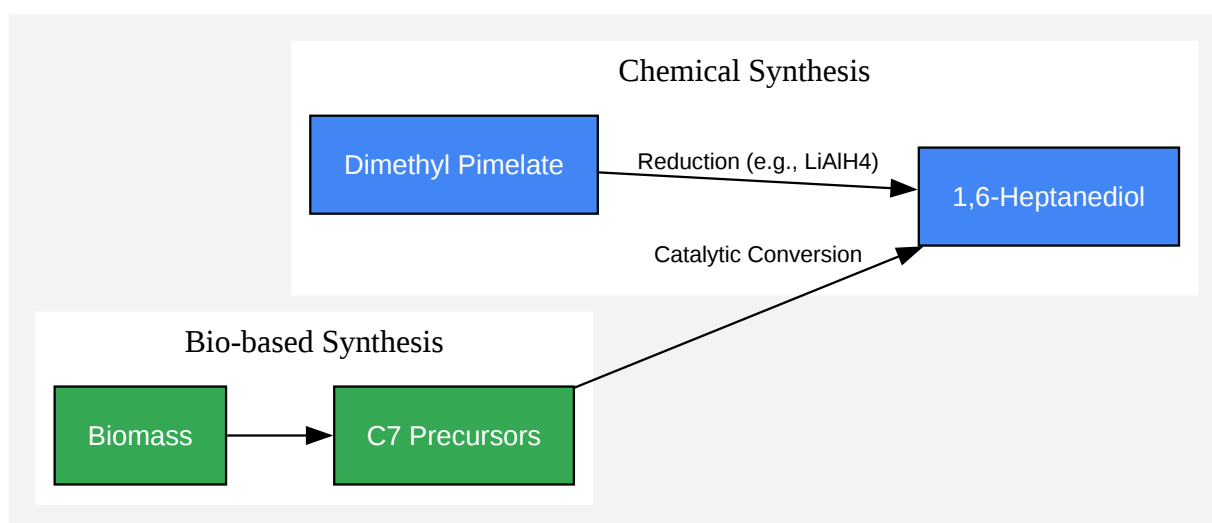 Chemical Synthesis
Dimethyl Pimelate
Reduction (e.g., LiAlH4)
1,6-Heptanediol
Catalytic Conversion
Bio-based Synthesis
Biomass
C7 Precursors